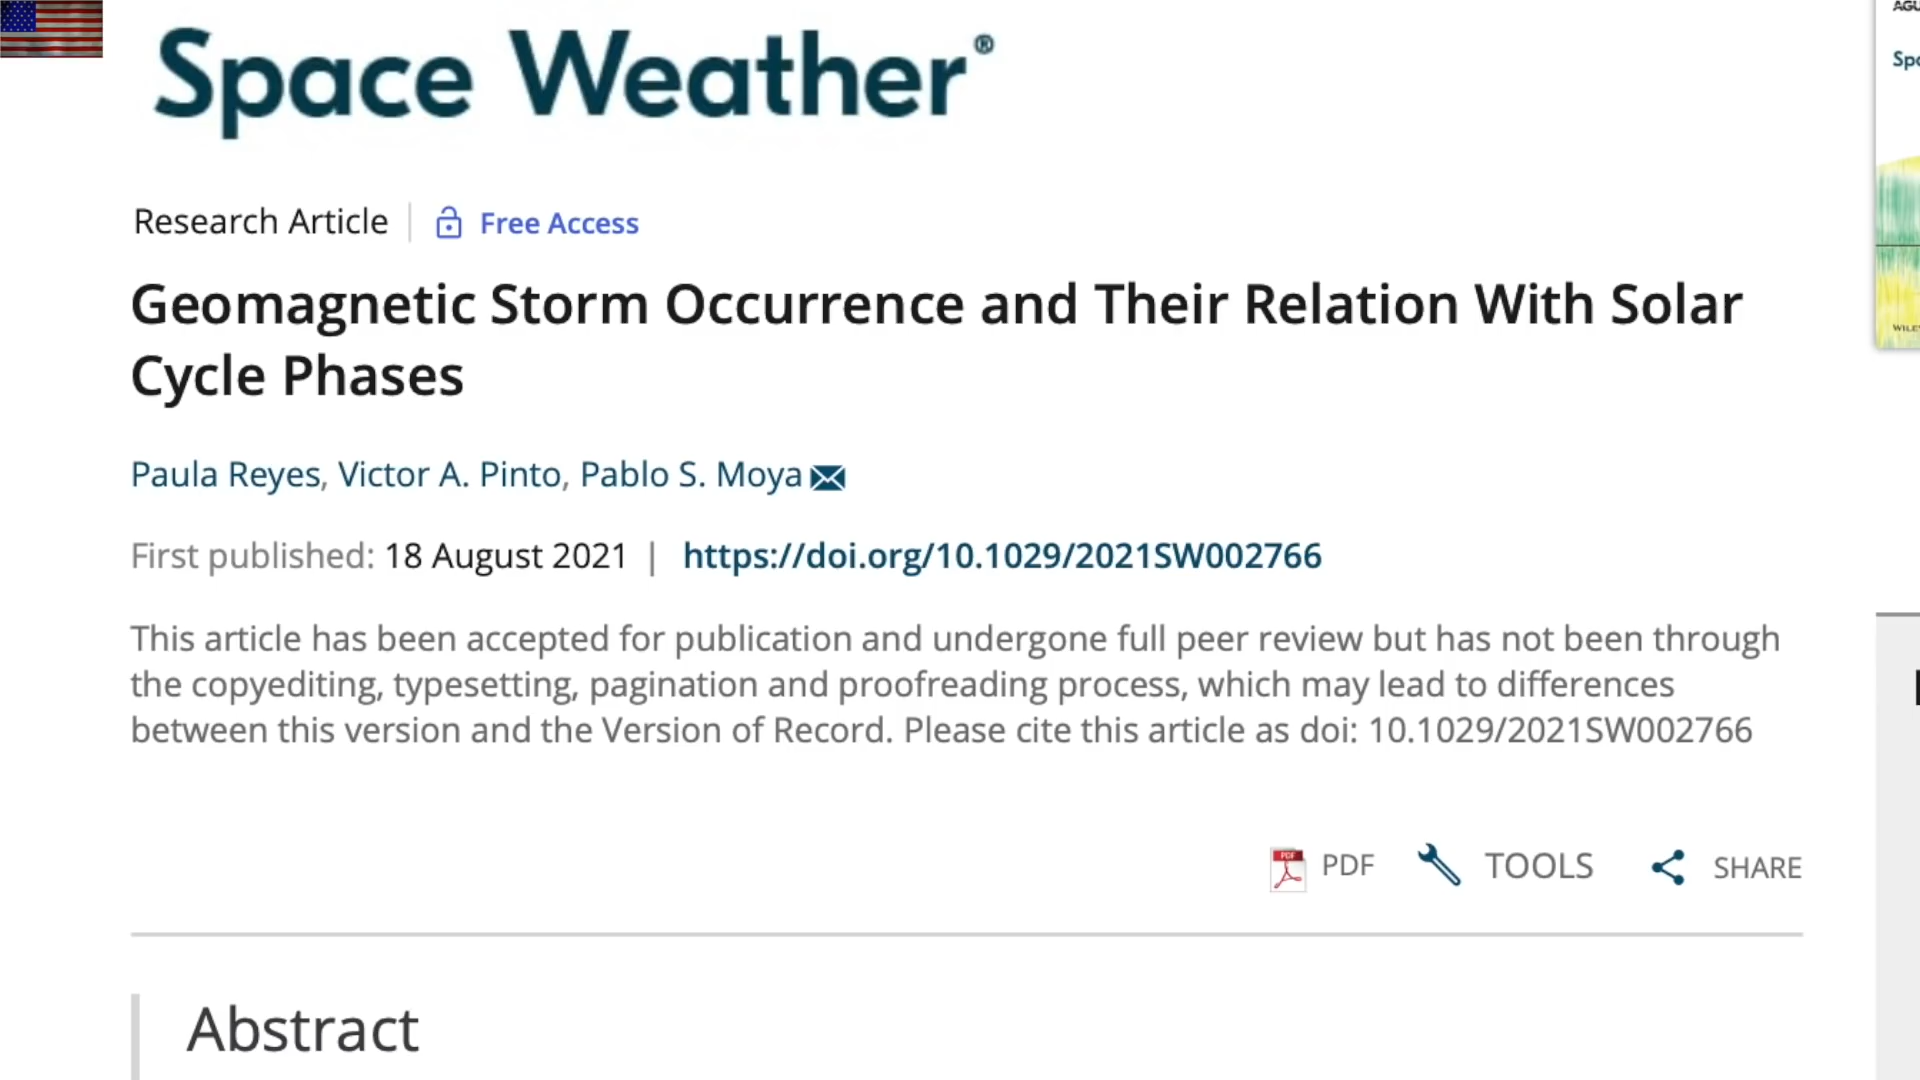 Space Weather®
Research Article | Free Access
Geomagnetic Storm Occurrence and Their Relation With Solar
Cycle Phases
Paula Reyes, Victor A. Pinto, Pablo S. Moya
First published: 18 August 2021 | https://doi.org/10.1029/2021SW002766
This article has been accepted for publication and undergone full peer review but has not been through
the copyediting, typesetting, pagination and proofreading process, which may lead to differences
between this version and the Version of Record. Please cite this article as doi: 10.1029/2021SW002766
PDF TOOLS SHARE
Abstract